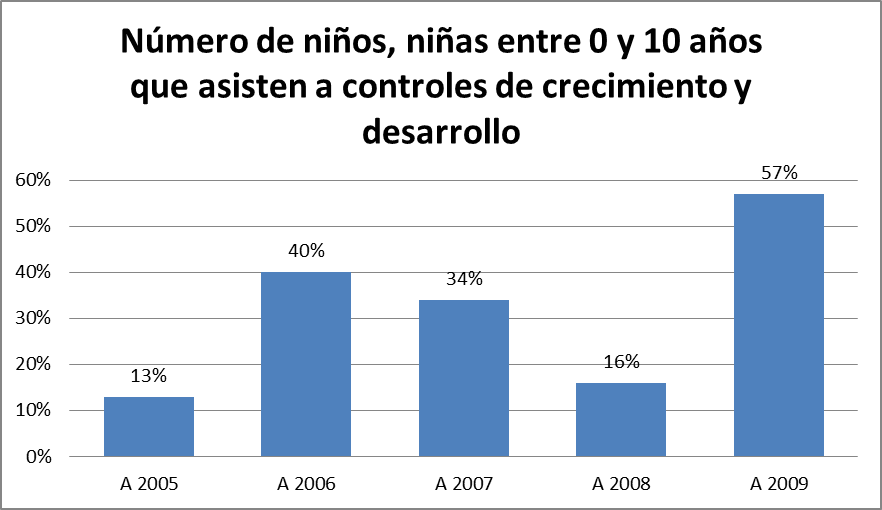 Número de niños, niñas entre 0 y 10 años
que asisten a controles de crecimiento y
desarrollo
60%
50%
40%
30%
20%
10%
0%
13%
40%
34%
16%
57%
A 2005
A 2006
A 2007
A 2008
A 2009